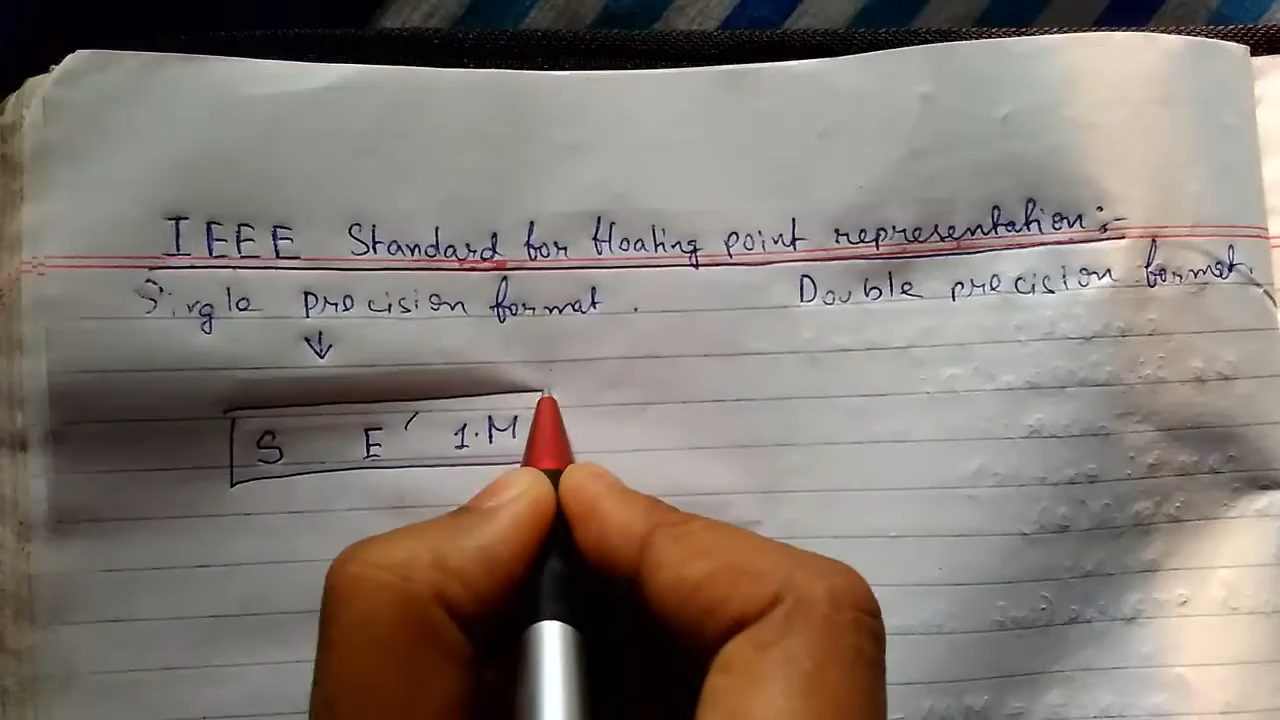 IEEE Standard for floating point representation:-
Single precision format. Double precision format.
↓
S E' 1.M